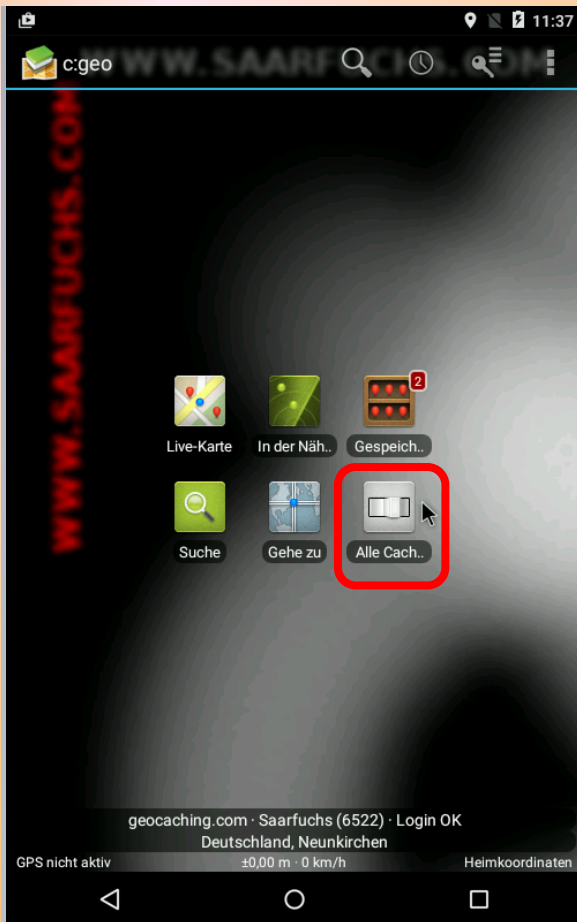 11:37
c:geo
WWW.SAARFUCHS.COM
WWW.SAARFUCHS.COM
2
Live-Karte In der Näh.. Gespeich..
Suche Gehe zu Alle Cach..
geocaching.com · Saarfuchs (6522) · Login OK
Deutschland, Neunkirchen
GPS nicht aktiv ±0,00 m · 0 km/h Heimkoordinaten